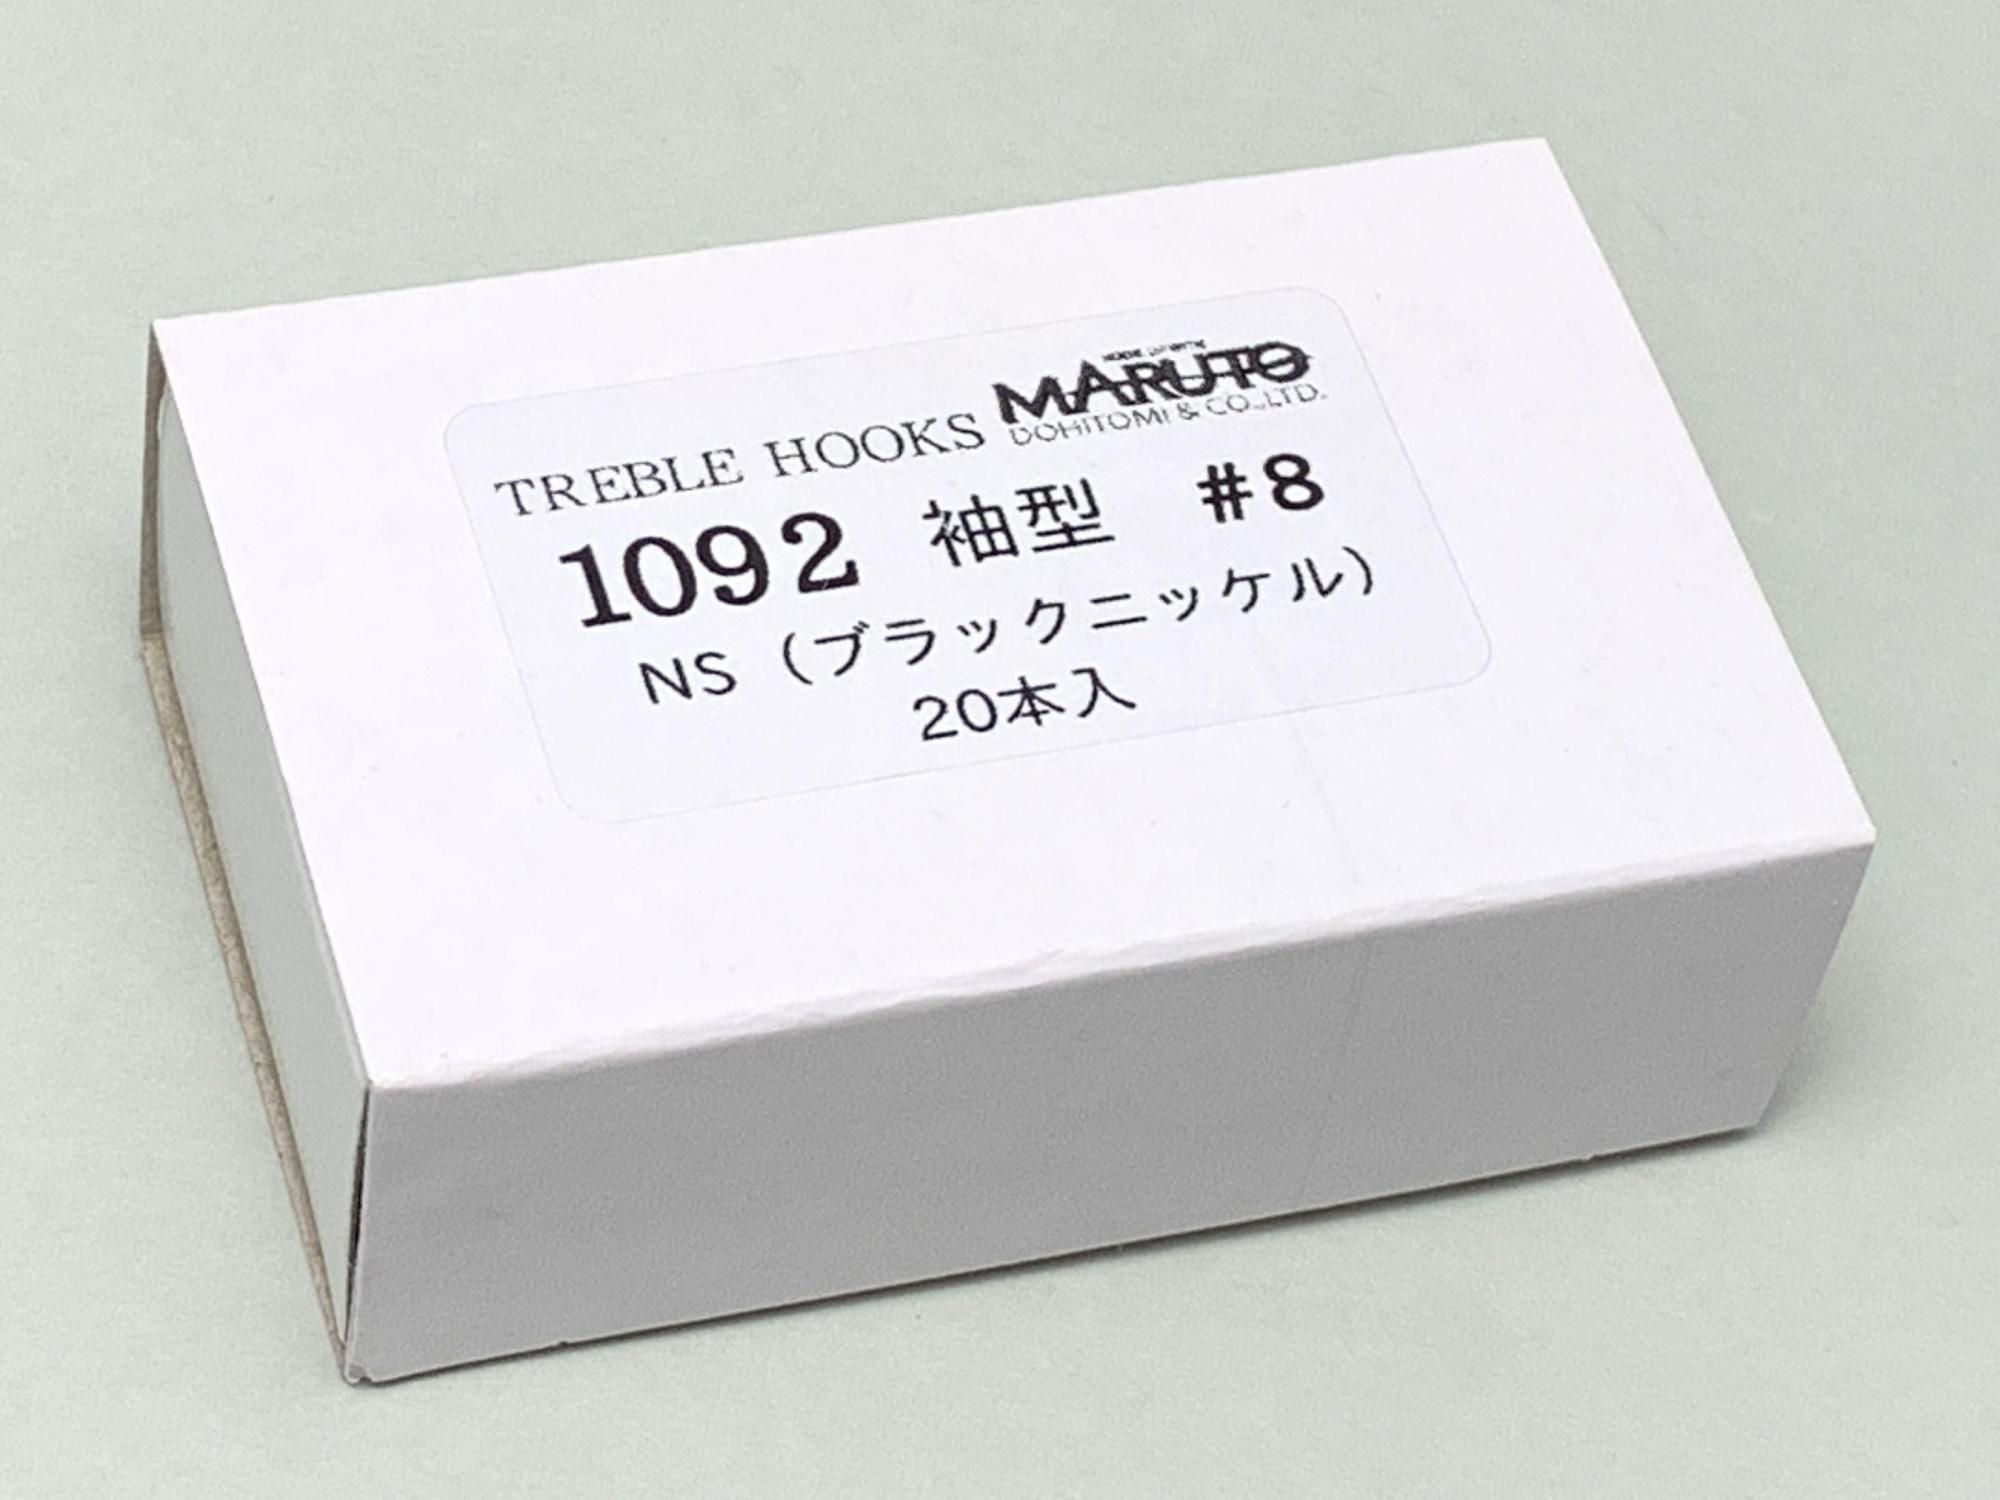 MARUTO
DOHITOMI & CO.,LTD.
TREBLE HOOKS
1092 袖型 #8
NS（ブラックニッケル）
20本入